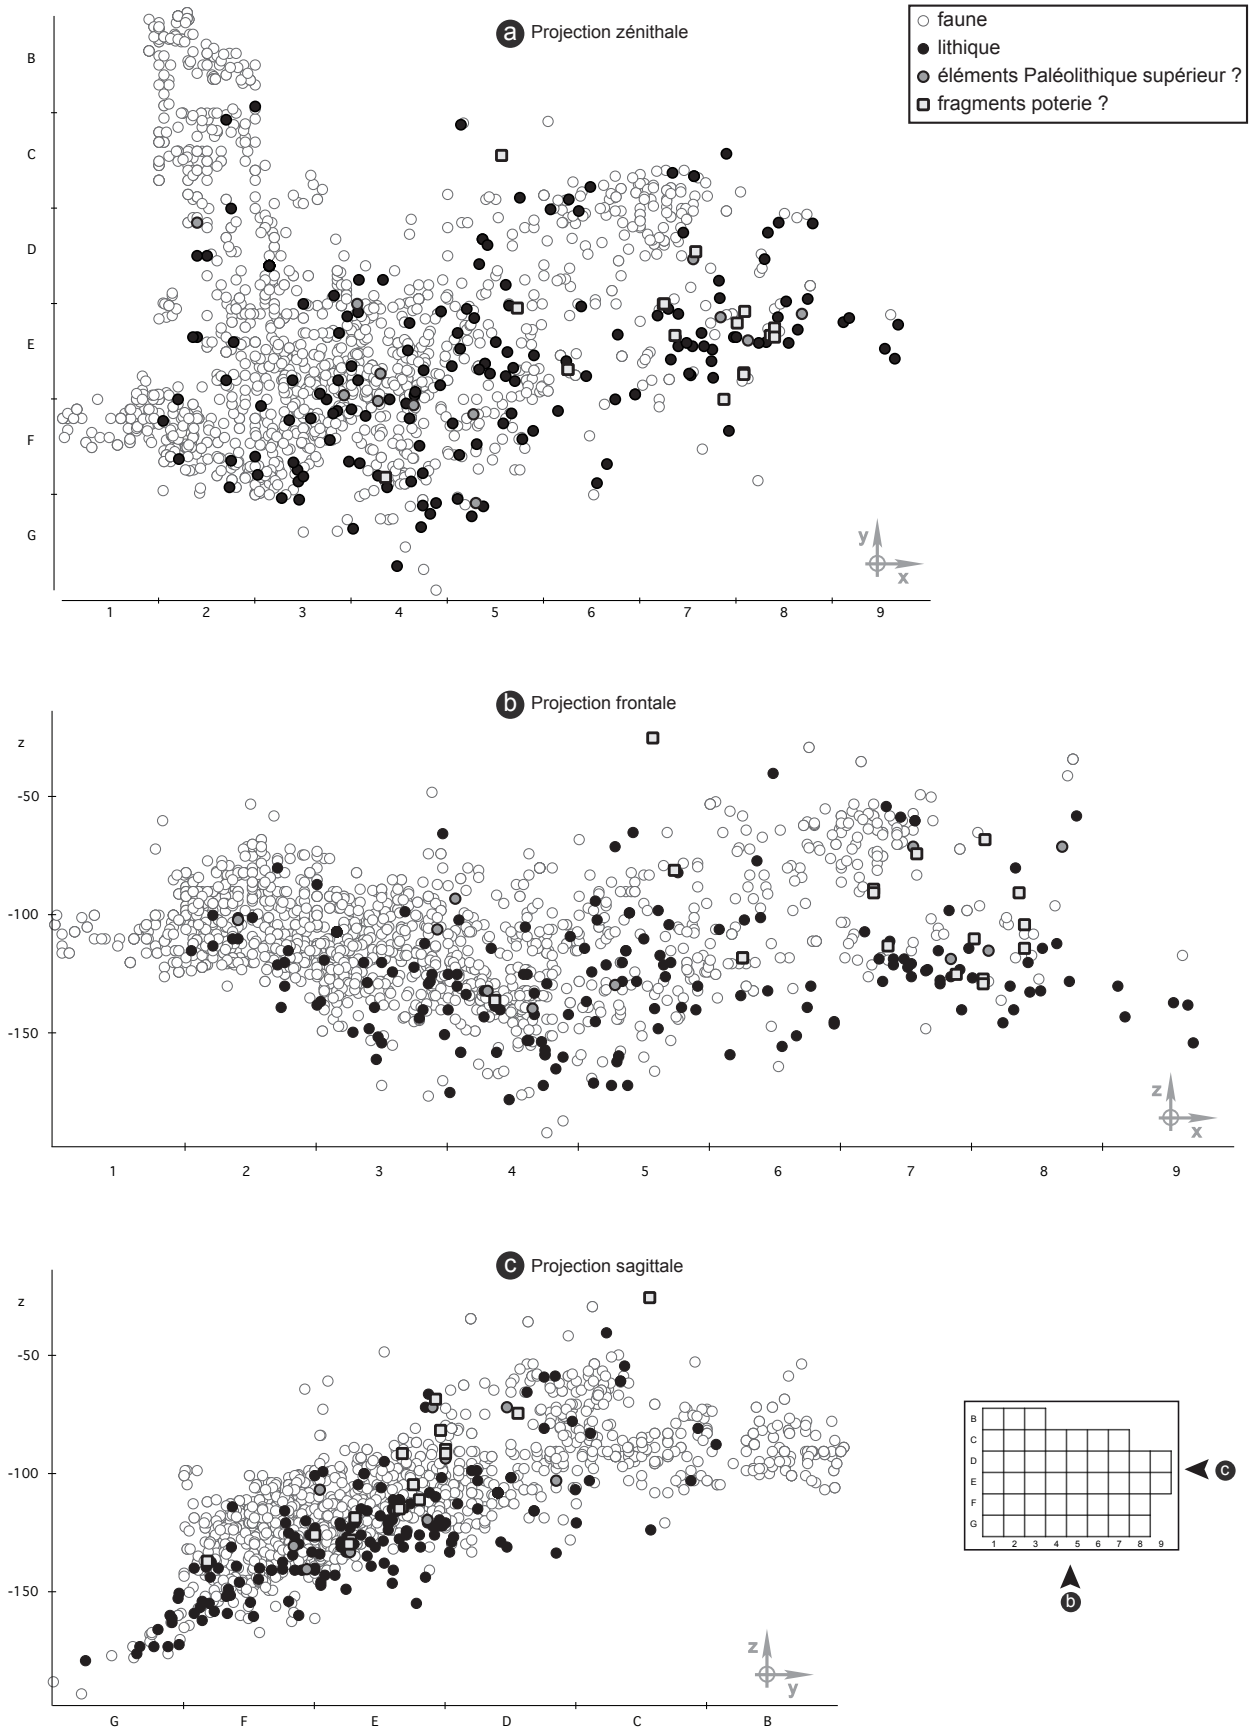 a Projection zénithale
faune
lithique
éléments Paléolithique supérieur ?
fragments poterie ?
B
C
D
E
F
G
y
x
1 2 3 4 5 6 7 8 9
b Projection frontale
z
-50
-100
-150
z
x
1 2 3 4 5 6 7 8 9
c Projection sagittale
z
-50
-100
-150
z
y
G F E D C B
B
C
D
E
F
G
1 2 3 4 5 6 7 8 9
c
b